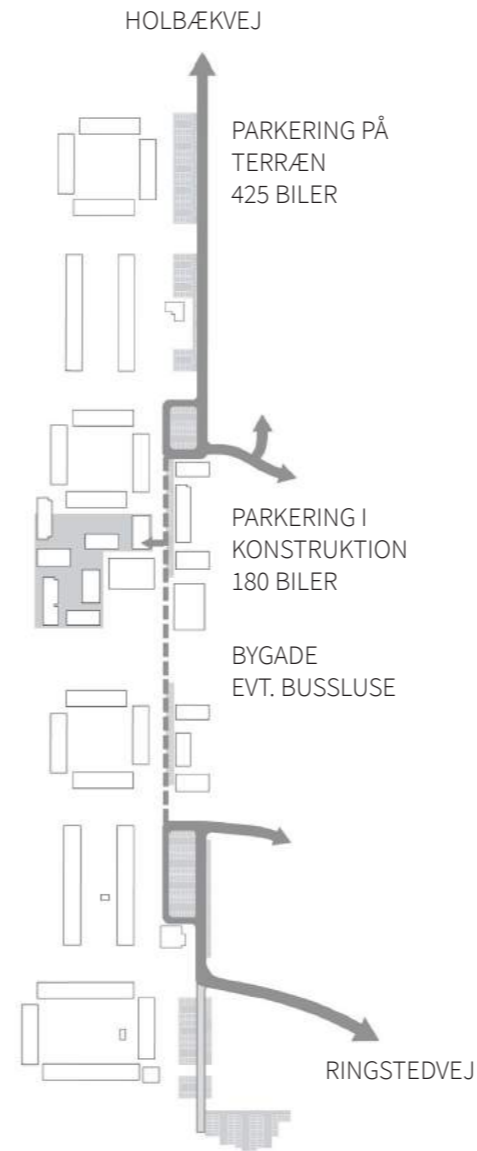 HOLBÆKVEJ
PARKERING PÅ
TERRÆN
425 BILER
PARKERING I
KONSTRUKTION
180 BILER
BYGADE
EVT. BUSSLUSE
RINGSTEDVEJ